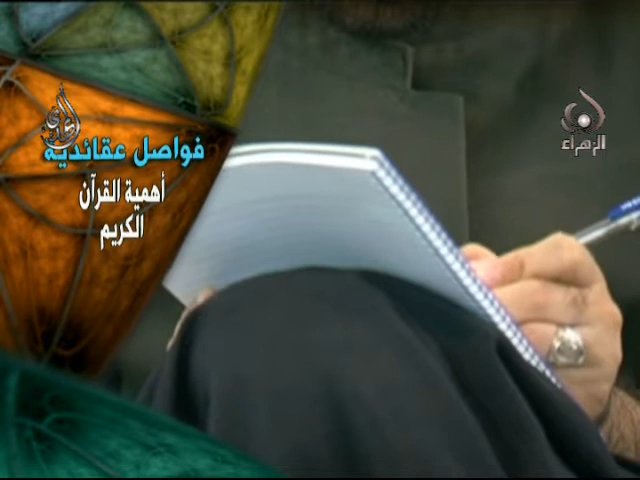 فواصل عقائدية
أهمية القرآن
الكريم
الزهراء